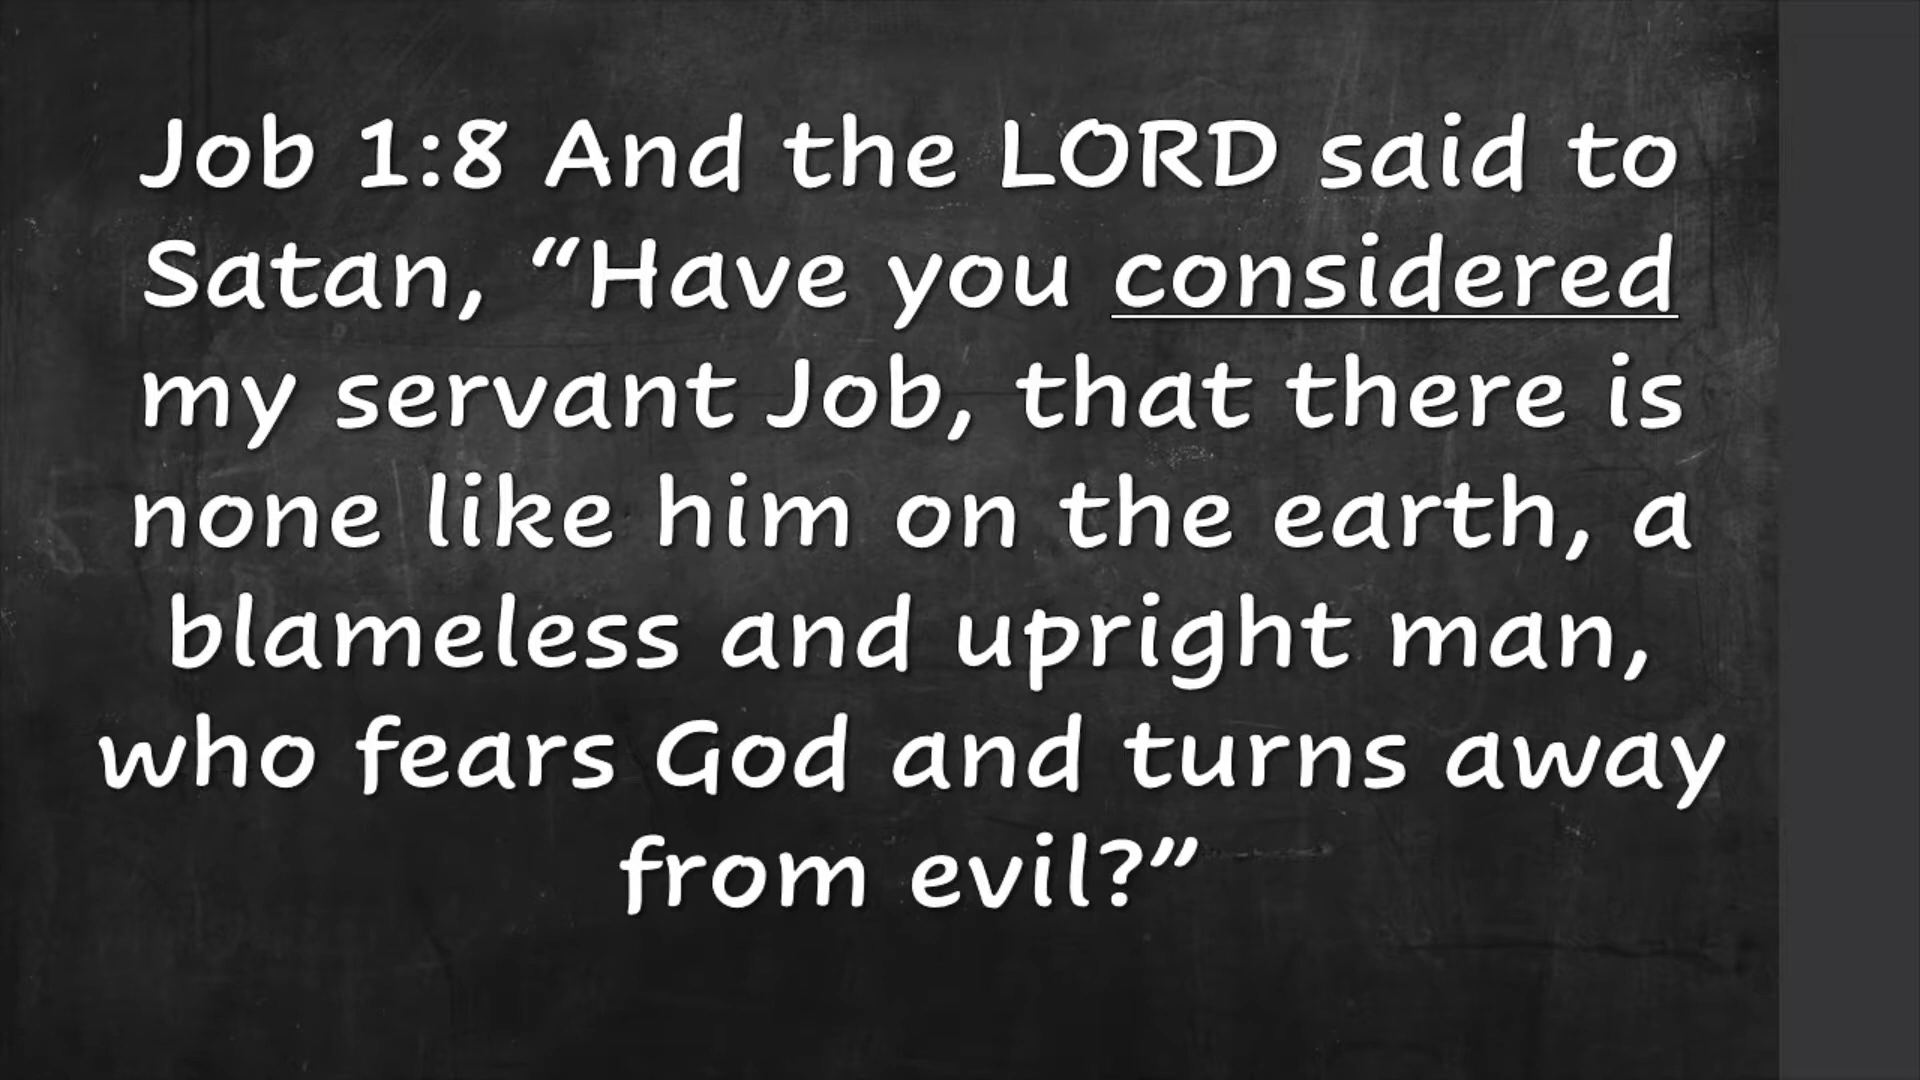 Job 1:8 And the LORD said to
Satan, “Have you considered
my servant Job, that there is
none like him on the earth, a
blameless and upright man,
who fears God and turns away
from evil?”